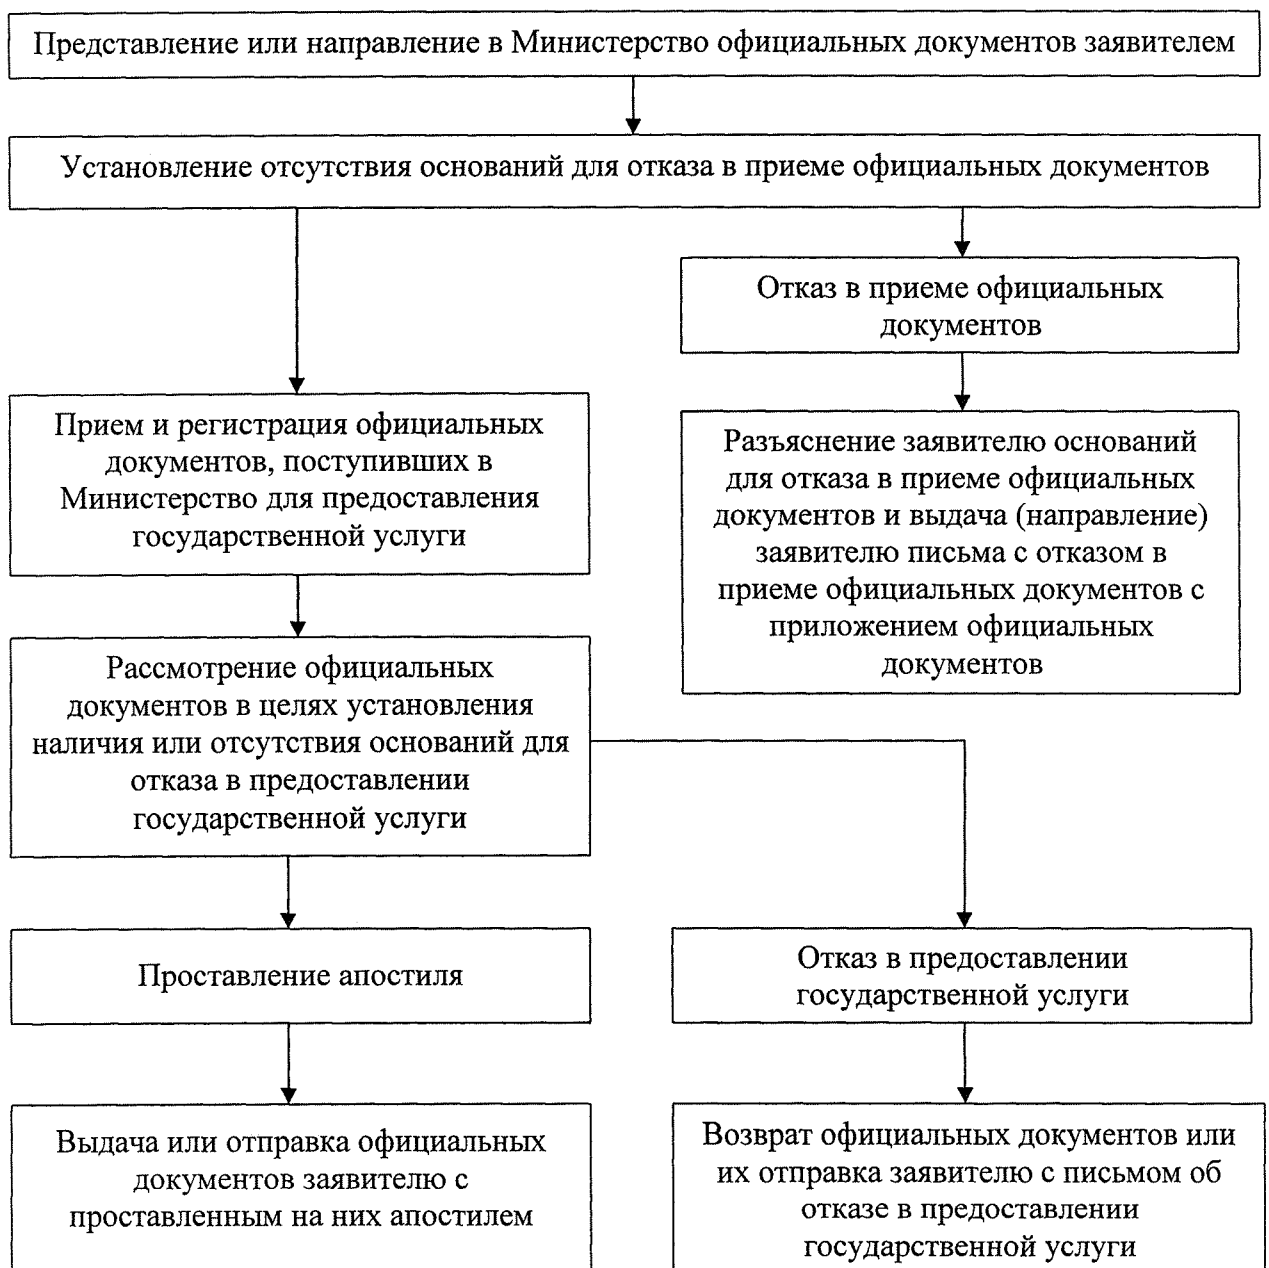 Представление или направление в Министерство официальных документов заявителем
Установление отсутствия оснований для отказа в приеме официальных документов
Отказ в приеме официальных
документов
Прием и регистрация официальных
документов, поступивших в
Министерство для предоставления
государственной услуги
Разъяснение заявителю оснований
для отказа в приеме официальных
документов и выдача (направление)
заявителю письма с отказом в
приеме официальных документов с
приложением официальных
документов
Рассмотрение официальных
документов в целях установления
наличия или отсутствия оснований для
отказа в предоставлении
государственной услуги
Проставление апостиля
Отказ в предоставлении
государственной услуги
Выдача или отправка официальных
документов заявителю с
проставленным на них апостилем
Возврат официальных документов или
их отправка заявителю с письмом об
отказе в предоставлении
государственной услуги